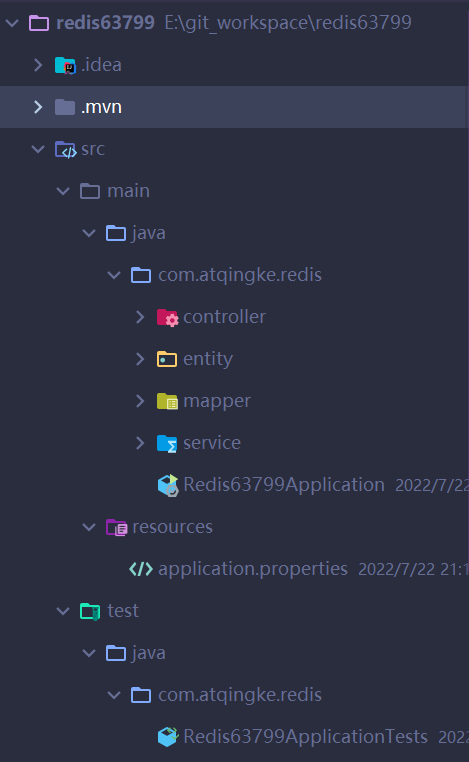 redis63799 E:\git_workspace\redis63799
.idea
.mvn
src
main
java
com.atqingke.redis
controller
entity
mapper
service
Redis63799Application 2022/7/22
resources
application.properties 2022/7/22 21:1
test
java
com.atqingke.redis
Redis63799ApplicationTests 2022